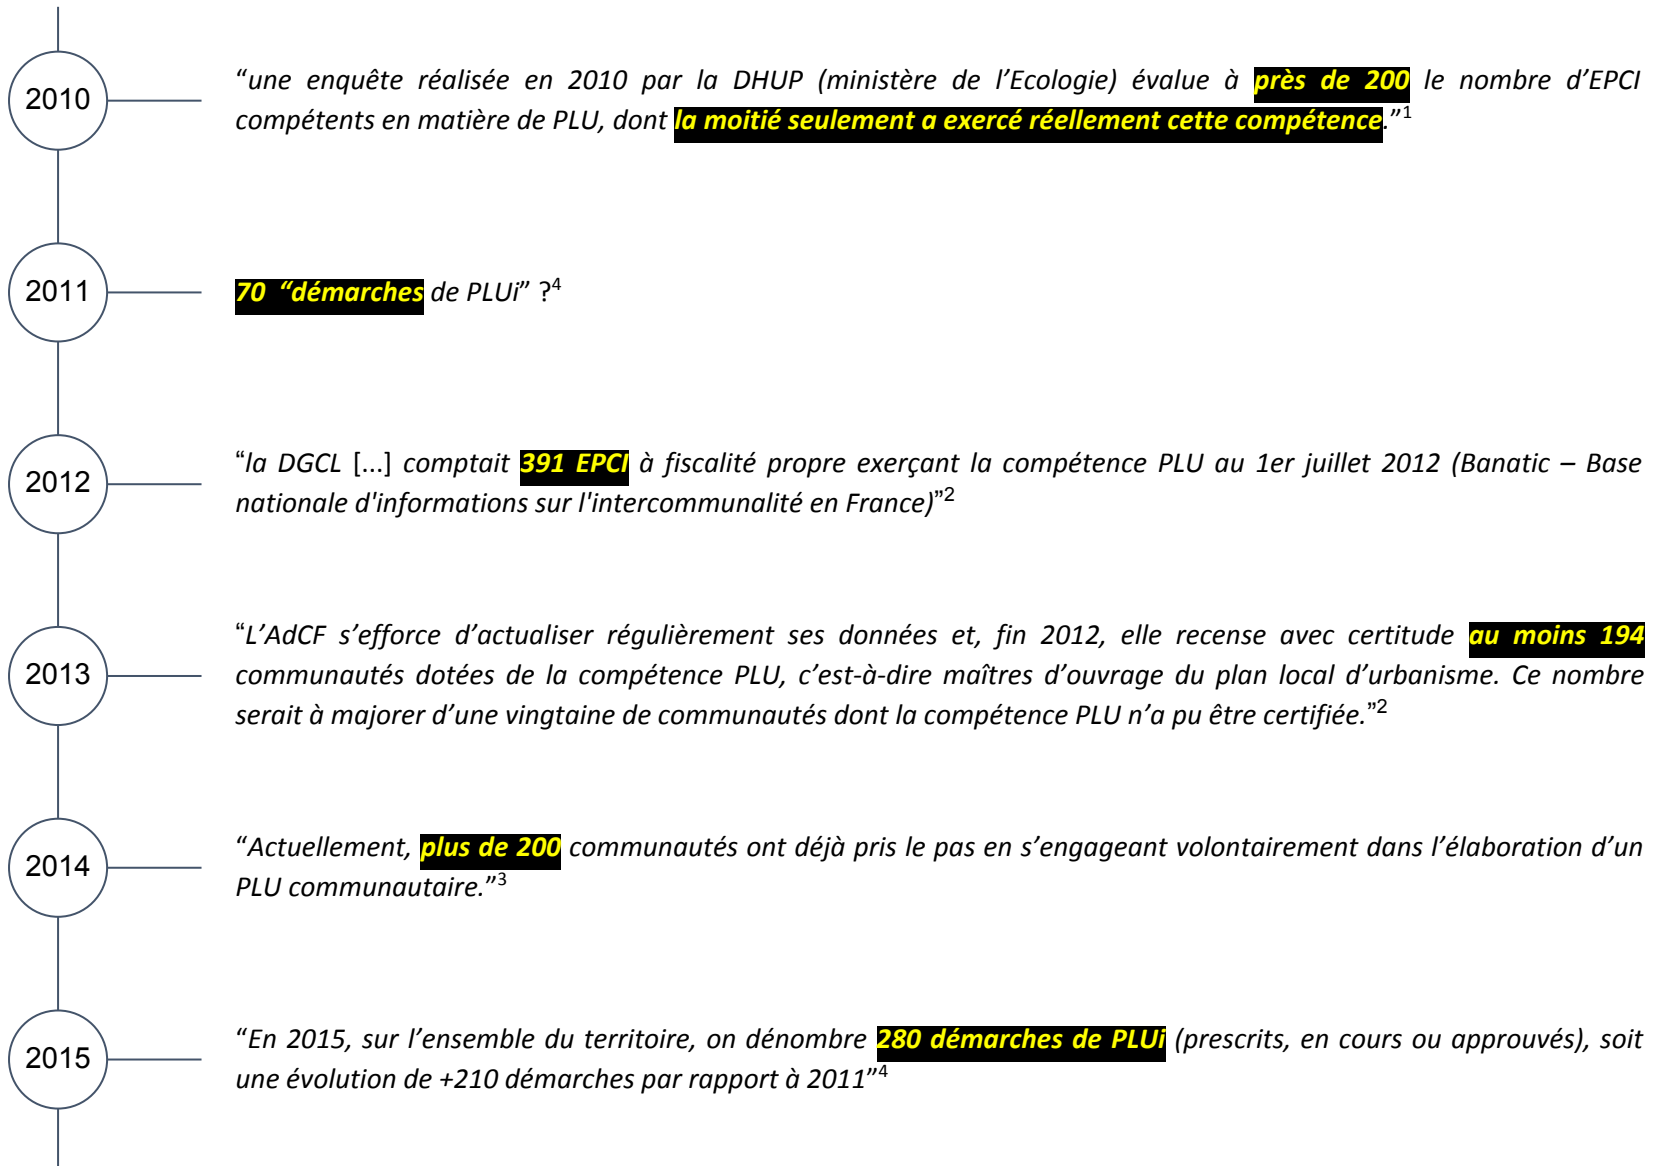 2010
“une enquête réalisée en 2010 par la DHUP (ministère de l’Ecologie) évalue à près de 200 le nombre d’EPCI
compétents en matière de PLU, dont la moitié seulement a exercé réellement cette compétence.”1
2011
70 “démarches de PLUi” ?4
2012
“la DGCL [...] comptait 391 EPCI à fiscalité propre exerçant la compétence PLU au 1er juillet 2012 (Banatic – Base
nationale d'informations sur l'intercommunalité en France)”2
2013
“L’AdCF s’efforce d’actualiser régulièrement ses données et, fin 2012, elle recense avec certitude au moins 194
communautés dotées de la compétence PLU, c’est-à-dire maîtres d’ouvrage du plan local d’urbanisme. Ce nombre
serait à majorer d’une vingtaine de communautés dont la compétence PLU n’a pu être certifiée.”2
2014
“Actuellement, plus de 200 communautés ont déjà pris le pas en s’engageant volontairement dans l’élaboration d’un
PLU communautaire.”3
2015
“En 2015, sur l’ensemble du territoire, on dénombre 280 démarches de PLUi (prescrits, en cours ou approuvés), soit
une évolution de +210 démarches par rapport à 2011”4